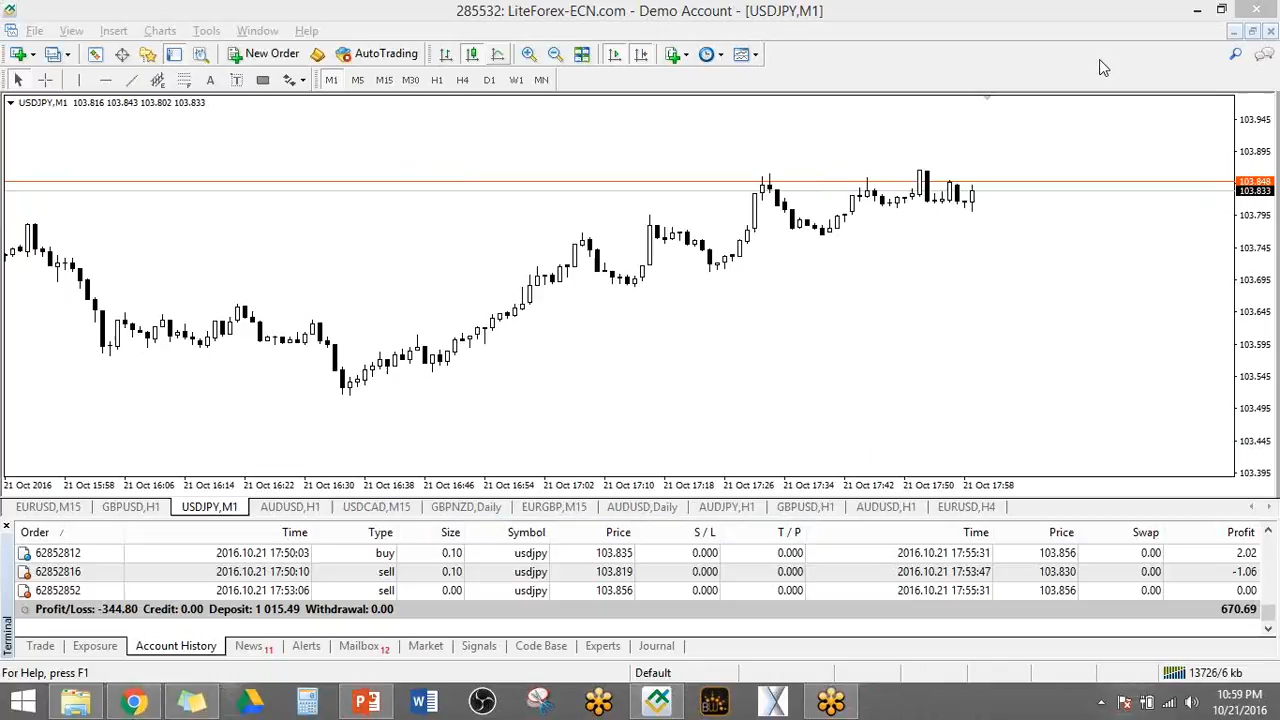 285532: LiteForex-ECN.com - Demo Account - [USDJPY,M1]
File View Insert Charts Tools Window Help
New Order AutoTrading
A T M1 M5 M15 M30 H1 H4 D1 W1 MN
USDJPY,M1 103.816 103.843 103.802 103.833
103.945
103.895
103.848
103.833
103.795
103.745
103.695
103.645
103.595
103.545
103.495
103.445
103.395
21 Oct 2016 21 Oct 15:58 21 Oct 16:06 21 Oct 16:14 21 Oct 16:22 21 Oct 16:30 21 Oct 16:38 21 Oct 16:46 21 Oct 16:54 21 Oct 17:02 21 Oct 17:10 21 Oct 17:18 21 Oct 17:26 21 Oct 17:34 21 Oct 17:42 21 Oct 17:50 21 Oct 17:58
EURUSD,M15 GBPUSD,H1 USDJPY,M1 AUDUSD,H1 USDCAD,M15 GBPNZD,Daily EURGBP,M15 AUDUSD,Daily AUDJPY,H1 GBPUSD,H1 AUDUSD,H1 EURUSD,H4
Order Time Type Size Symbol Price S / L T / P Time Price Swap Profit
62852812 2016.10.21 17:50:03 buy 0.10 usdjpy 103.835 0.000 0.000 2016.10.21 17:55:31 103.856 0.00 2.02
62852816 2016.10.21 17:50:10 sell 0.10 usdjpy 103.819 0.000 0.000 2016.10.21 17:53:47 103.830 0.00 -1.06
62852852 2016.10.21 17:53:06 sell 0.00 usdjpy 103.856 0.000 0.000 2016.10.21 17:55:31 103.856 0.00 0.00
Profit/Loss: -344.80 Credit: 0.00 Deposit: 1 015.49 Withdrawal: 0.00 670.69
Terminal
Trade Exposure Account History News 11 Alerts Mailbox 12 Market Signals Code Base Experts Journal
For Help, press F1 Default 13726/6 kb
10:59 PM
10/21/2016